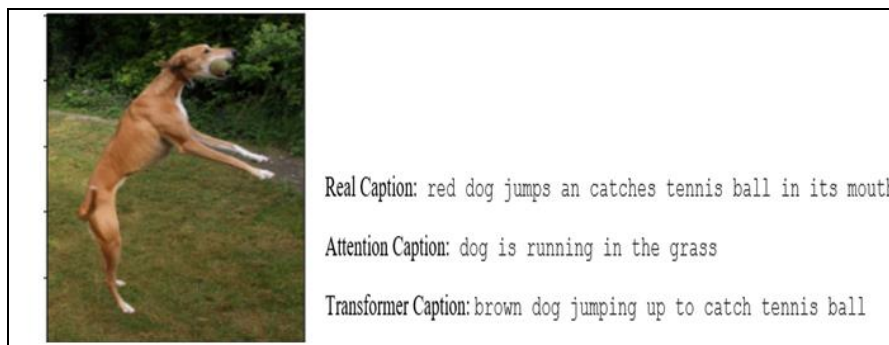 Real Caption: red dog jumps an catches tennis ball in its mouth
Attention Caption: dog is running in the grass
Transformer Caption: brown dog jumping up to catch tennis ball